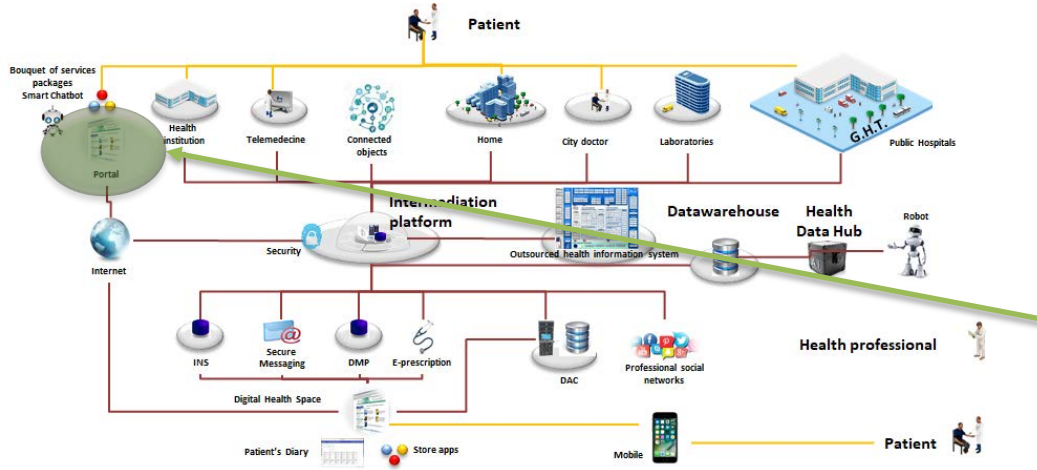 Patient
Bouquet of services
packages
Smart Chatbot
Health
institution
Telemedecine
Connected
objects
Home
City doctor
Laboratories
G.H.T.
Public Hospitals
Portal
Intermediation
platform
Datawarehouse
Health
Data Hub
Robot
Security
Outsourced health information system
Internet
INS
Secure
Messaging
DMP
E-prescription
DAC
Professional social
networks
Health professional
Digital Health Space
Patient's Diary
Store apps
Mobile
Patient